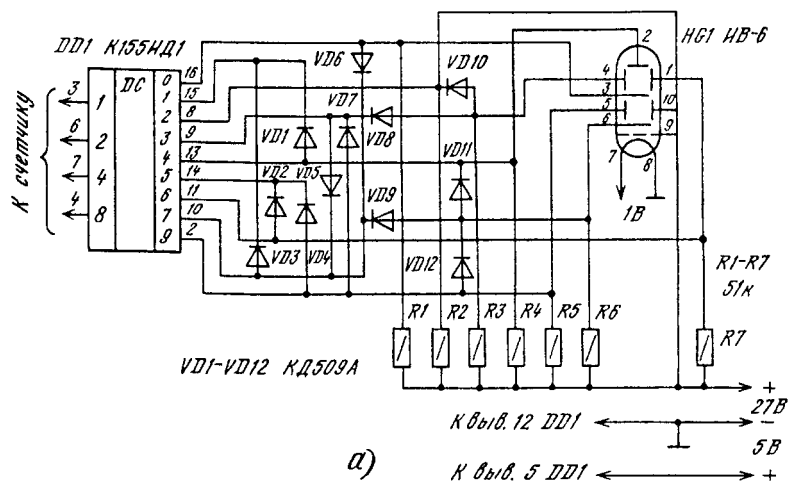 DD1 К155ИД1
DC
3 1
6 2
7 4
4 8
К счетчику
0 16
1 15
2 8
3 9
4 13
5 14
6 11
7 10
9 2
VD6
VD10
VD7
VD1
VD8
VD11
VD2
VD5
VD9
VD3
VD4
VD12
HG1 ИВ-6
2
4
1
3
5
10
6
9
7
8
1В
R1
R2
R3
R4
R5
R6
R7
R1-R7
51к
VD1-VD12 КД509А
+
27В
К выв. 12 DD1
–
5В
К выв. 5 DD1
+
а)